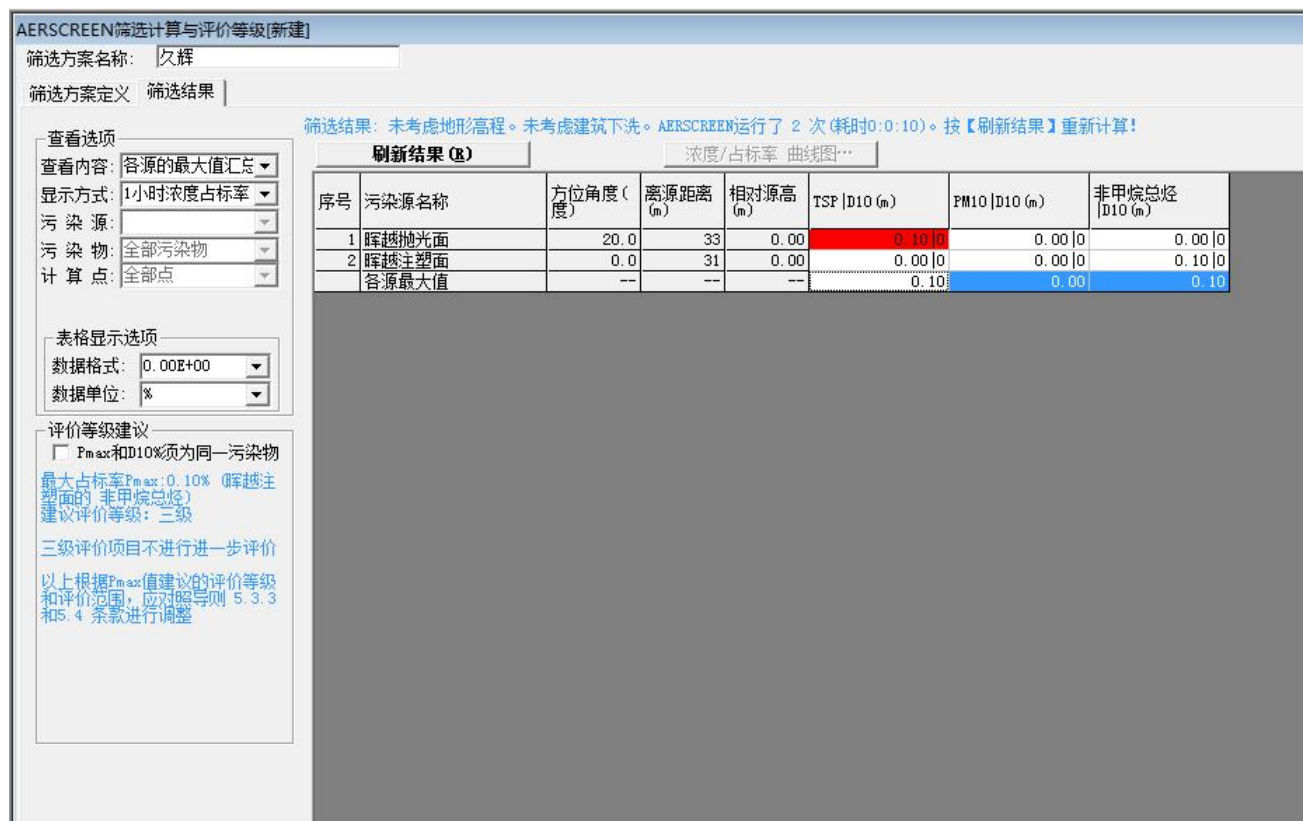 AERSCREEN筛选计算与评价等级[新建]
筛选方案名称: 久辉
筛选方案定义 筛选结果
筛选结果: 未考虑地形高程。未考虑建筑下洗。AERSCREEN运行了 2 次(耗时0:0:10)。按【刷新结果】重新计算!
刷新结果(R) 浓度/占标率 曲线图…
查看选项
查看内容: 各源的最大值汇总
显示方式: 1小时浓度占标率
污 染 源:
污 染 物: 全部污染物
计 算 点: 全部点
表格显示选项
数据格式: 0.00E+00
数据单位: %
评价等级建议
Pmax和D10%须为同一污染物
最大占标率Pmax:0.10% (晖越注
塑面的 非甲烷总烃)
建议评价等级: 三级
三级评价项目不进行进一步评价
以上根据Pmax值建议的评价等级
和评价范围,应对照导则 5.3.3
和5.4 条款进行调整
序号 污染源名称 方位角度(度) 离源距离(m) 相对源高(m) TSP|D10(m) PM10|D10(m) 非甲烷总烃|D10(m)
1 晖越抛光面 20.0 33 0.00 0.10|0 0.00|0 0.00|0
2 晖越注塑面 0.0 31 0.00 0.00|0 0.00|0 0.10|0
各源最大值 -- -- -- 0.10 0.00 0.10